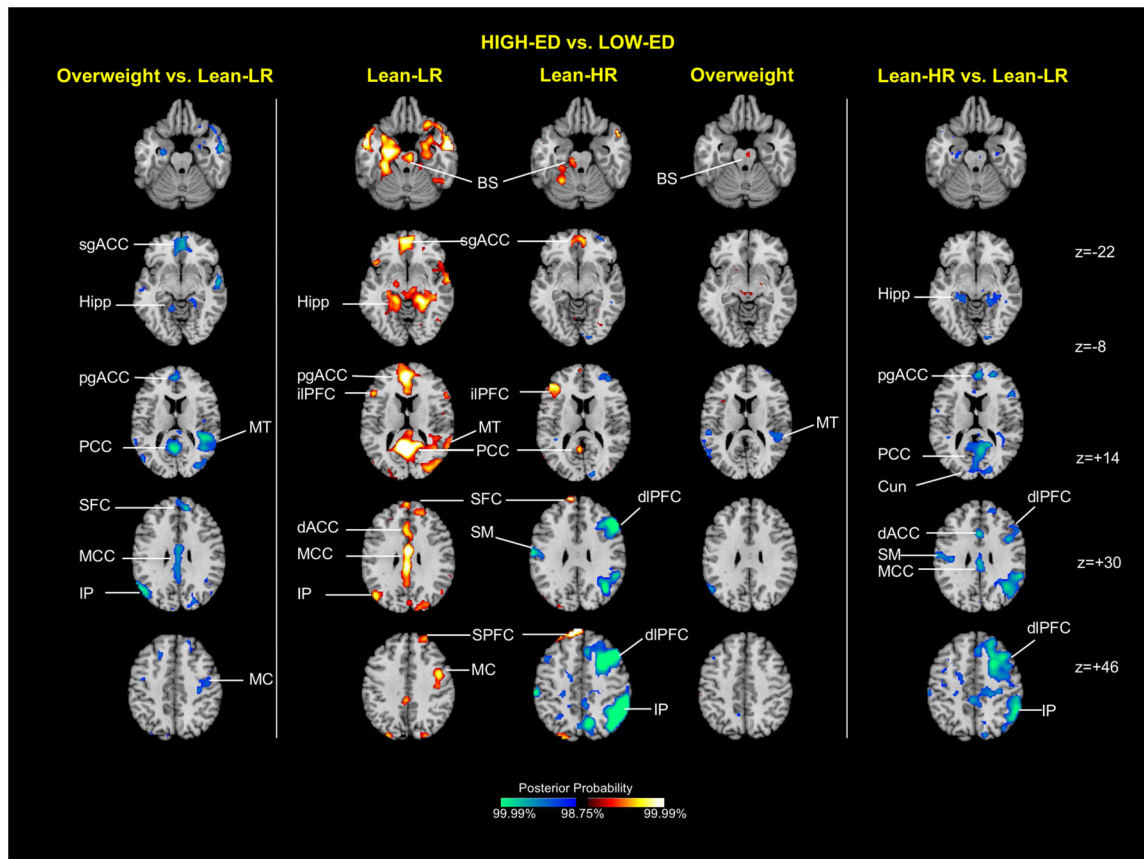 HIGH-ED vs. LOW-ED
Overweight vs. Lean-LR Lean-LR Lean-HR Overweight Lean-HR vs. Lean-LR
BS BS
sgACC sgACC z=-22
Hipp Hipp Hipp
z=-8
pgACC pgACC pgACC
ilPFC ilPFC
MT MT MT
PCC PCC PCC z=+14
Cun
SFC SFC dlPFC dlPFC
dACC SM dACC
MCC MCC SM z=+30
MCC
IP IP
SPFC dlPFC dlPFC
MC MC z=+46
IP IP
Posterior Probability
99.99% 98.75% 99.99%